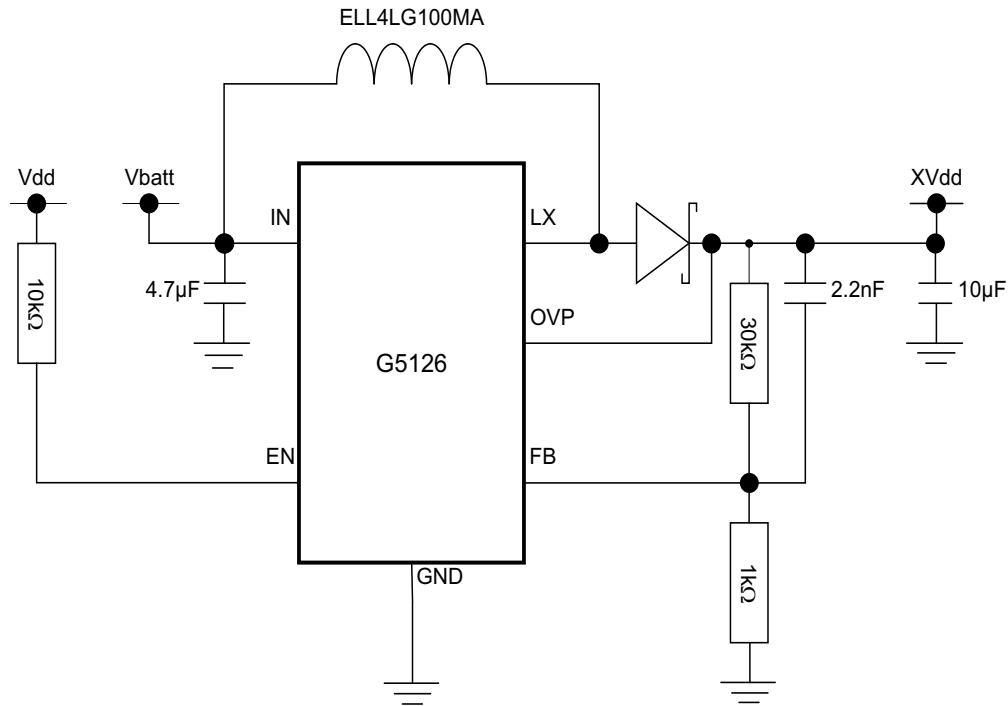 ELL4LG100MA
Vdd
Vbatt
XVdd
IN
LX
10kΩ
4.7µF
30kΩ
2.2nF
10µF
OVP
G5126
EN
FB
1kΩ
GND